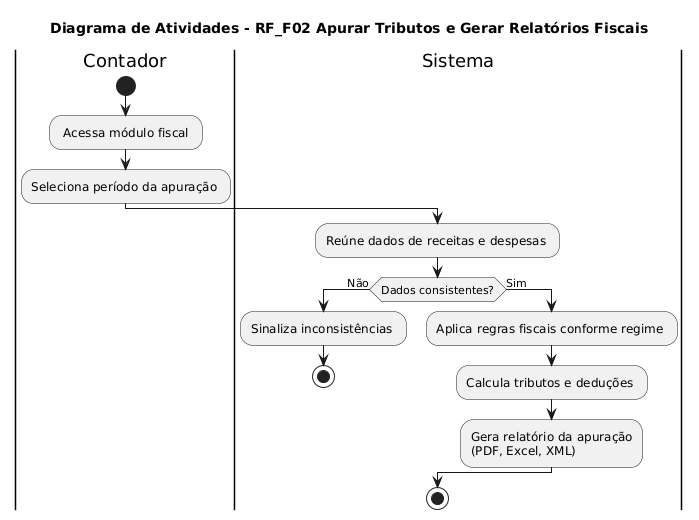 Diagrama de Atividades - RF_F02 Apurar Tributos e Gerar Relatórios Fiscais
Contador
Sistema
Acessa módulo fiscal
Seleciona período da apuração
Reúne dados de receitas e despesas
Não
Dados consistentes?
Sim
Sinaliza inconsistências
Aplica regras fiscais conforme regime
Calcula tributos e deduções
Gera relatório da apuração
(PDF, Excel, XML)